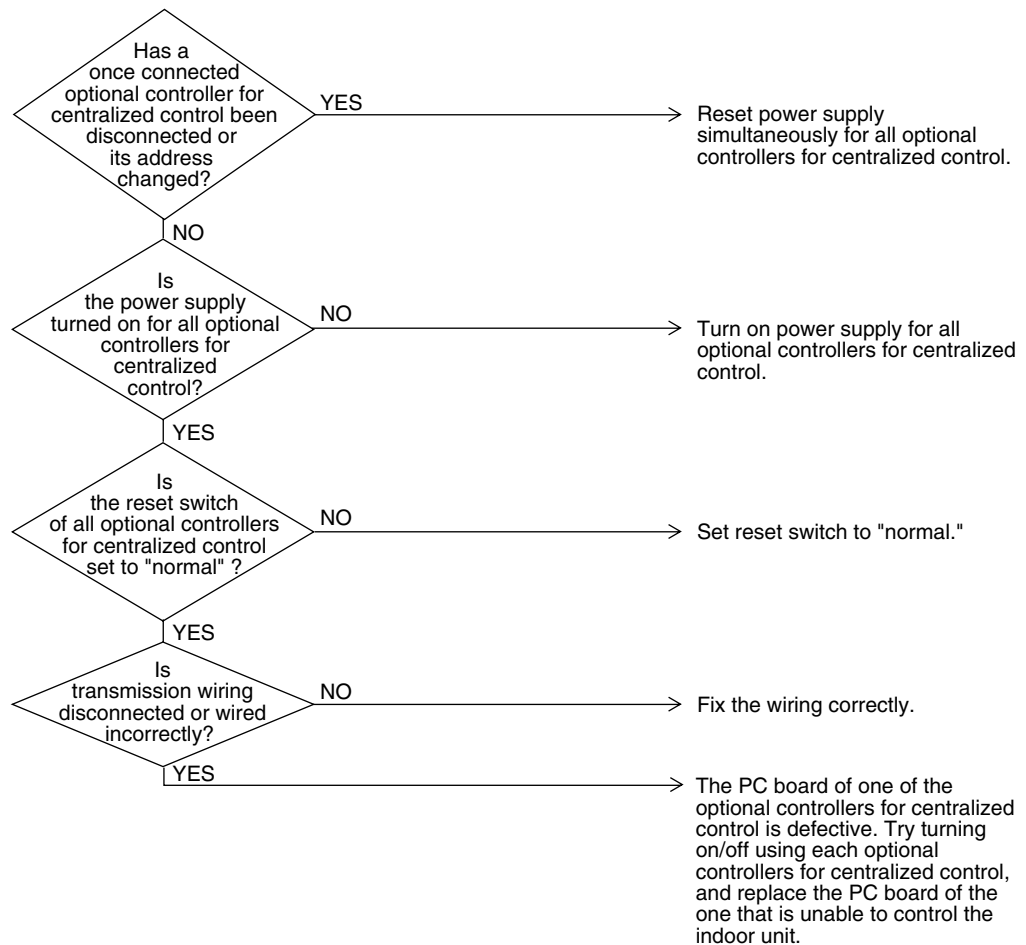 Has a
once connected
optional controller for
centralized control been
disconnected or
its address
changed?
YES
Reset power supply
simultaneously for all optional
controllers for centralized control.
NO
Is
the power supply
turned on for all optional
controllers for
centralized
control?
NO
Turn on power supply for all
optional controllers for centralized
control.
YES
Is
the reset switch
of all optional controllers
for centralized control
set to "normal" ?
NO
Set reset switch to "normal."
YES
Is
transmission wiring
disconnected or wired
incorrectly?
NO
Fix the wiring correctly.
YES
The PC board of one of the
optional controllers for centralized
control is defective. Try turning
on/off using each optional
controllers for centralized control,
and replace the PC board of the
one that is unable to control the
indoor unit.